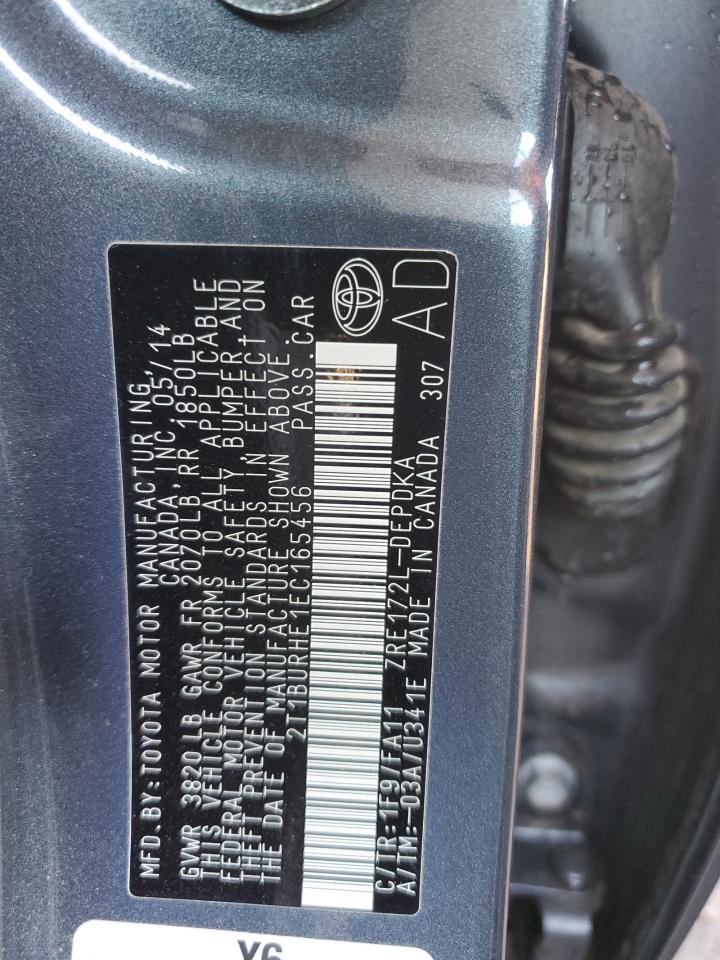 MFD.BY:TOYOTA MOTOR MANUFACTURING,
CANADA,INC.05/14
GVWR 3820LB GAWR FR 2070LB,RR 1850LB
THIS VEHICLE CONFORMS TO ALL APPLICABLE
FEDERAL MOTOR VEHICLE SAFETY,BUMPER,AND
THEFT PREVENTION STANDARDS IN EFFECT ON
THE DATE OF MANUFACTURE SHOWN ABOVE.
2T1BURHE1EC165456 PASS.CAR
C/TR:1F9/FA11 ZRE172L-DEPDKA
A/TM:-03A/U341E MADE IN CANADA 307
AD